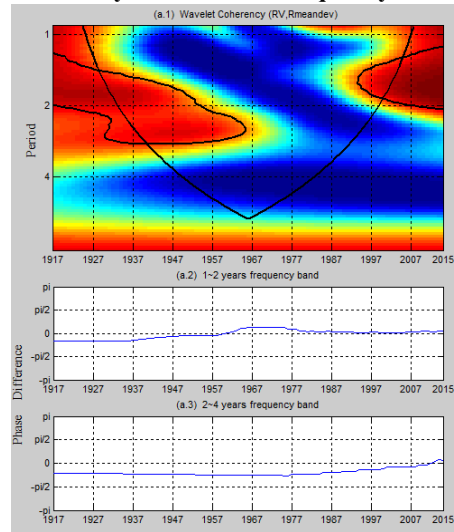 (a.1) Wavelet Coherency (RV,Rmeandev)
Period
1
2
4
1917 1927 1937 1947 1957 1967 1977 1987 1997 2007 2015
(a.2) 1~2 years frequency band
Phase Difference
pi
pi/2
0
-pi/2
-pi
1917 1927 1937 1947 1957 1967 1977 1987 1997 2007 2015
(a.3) 2~4 years frequency band
pi
pi/2
0
-pi/2
-pi
1917 1927 1937 1947 1957 1967 1977 1987 1997 2007 2015